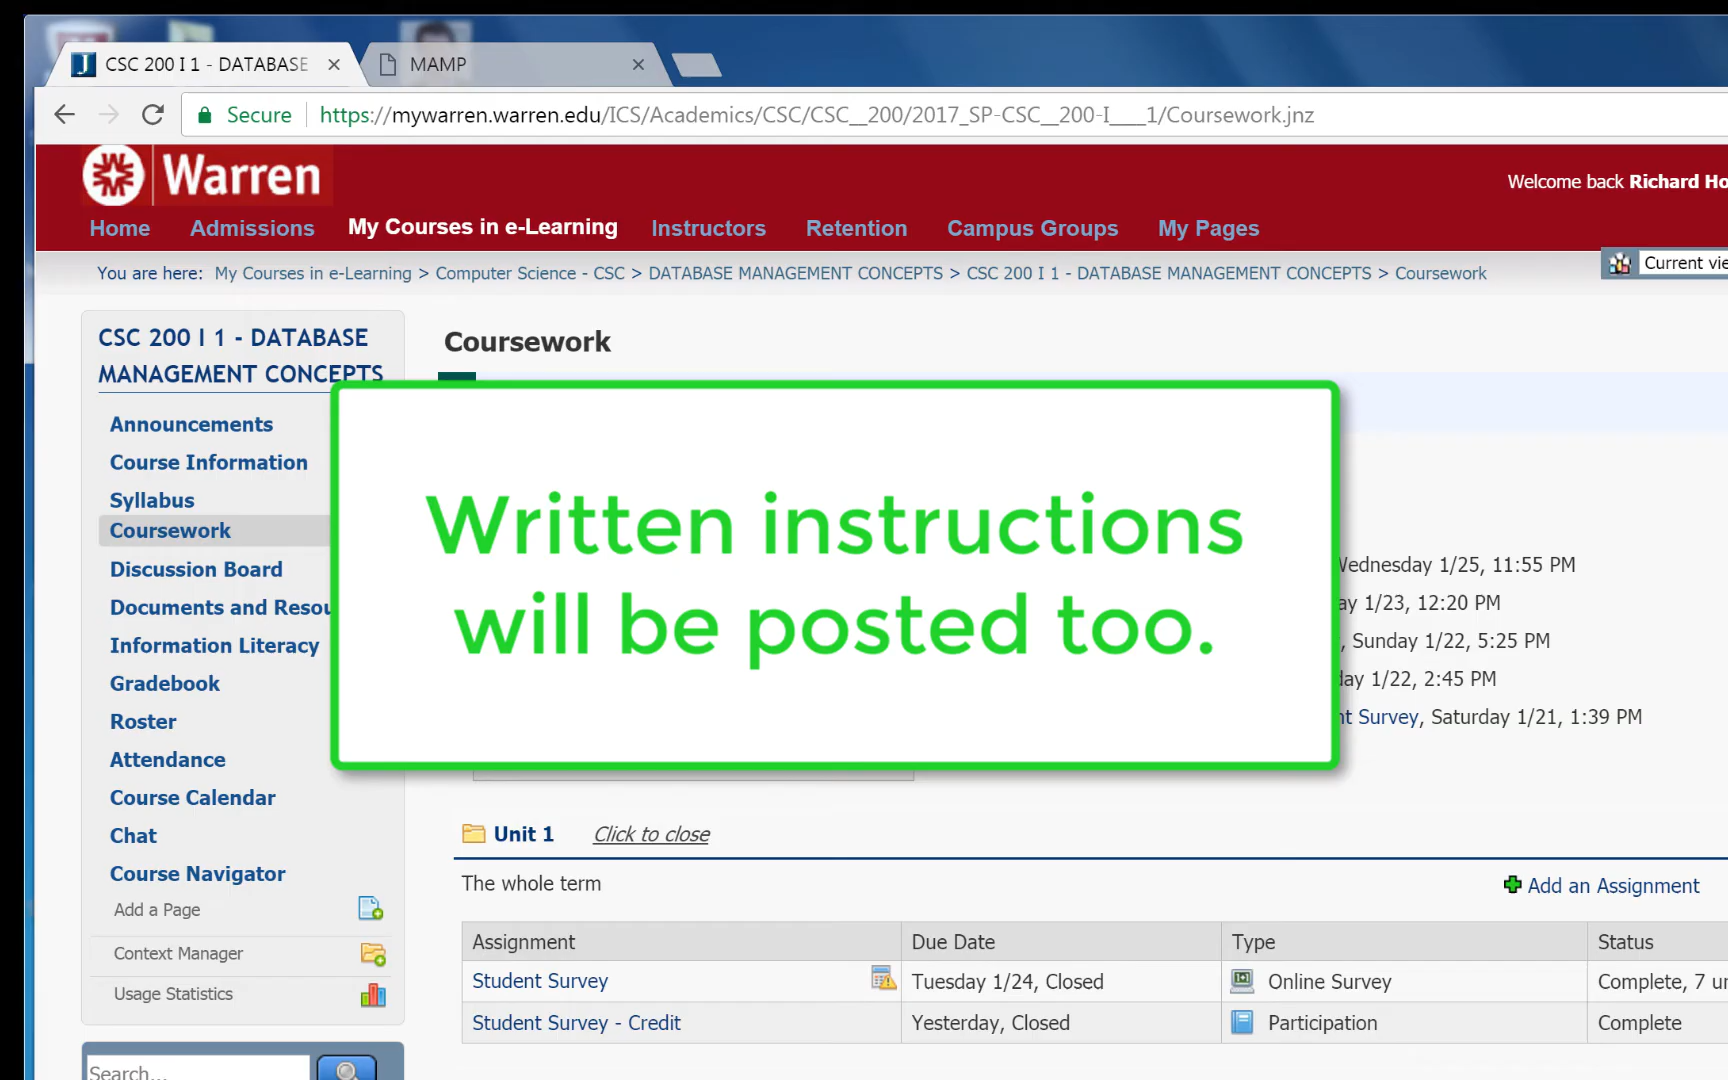 CSC 200 I 1 - DATABASE
MAMP
Secure
https://mywarren.warren.edu/ICS/Academics/CSC/CSC__200/2017_SP-CSC__200-I___1/Coursework.jnz
Warren
Welcome back Richard
Home Admissions My Courses in e-Learning Instructors Retention Campus Groups My Pages
You are here: My Courses in e-Learning > Computer Science - CSC > DATABASE MANAGEMENT CONCEPTS > CSC 200 I 1 - DATABASE MANAGEMENT CONCEPTS > Coursework
Current
CSC 200 I 1 - DATABASE
MANAGEMENT CONCEPTS
Announcements
Course Information
Syllabus
Coursework
Discussion Board
Documents and
Information Literacy
Gradebook
Roster
Attendance
Course Calendar
Chat
Course Navigator
Add a Page
Context Manager
Usage Statistics
Search...
Coursework
Written instructions
will be posted too.
Wednesday 1/25, 11:55 PM
1/23, 12:20 PM
, Sunday 1/22, 5:25 PM
1/22, 2:45 PM
Survey, Saturday 1/21, 1:39 PM
Unit 1 Click to close
The whole term
Add an Assignment
Assignment Due Date Type Status
Student Survey Tuesday 1/24, Closed Online Survey Complete, 7
Student Survey - Credit Yesterday, Closed Participation Complete